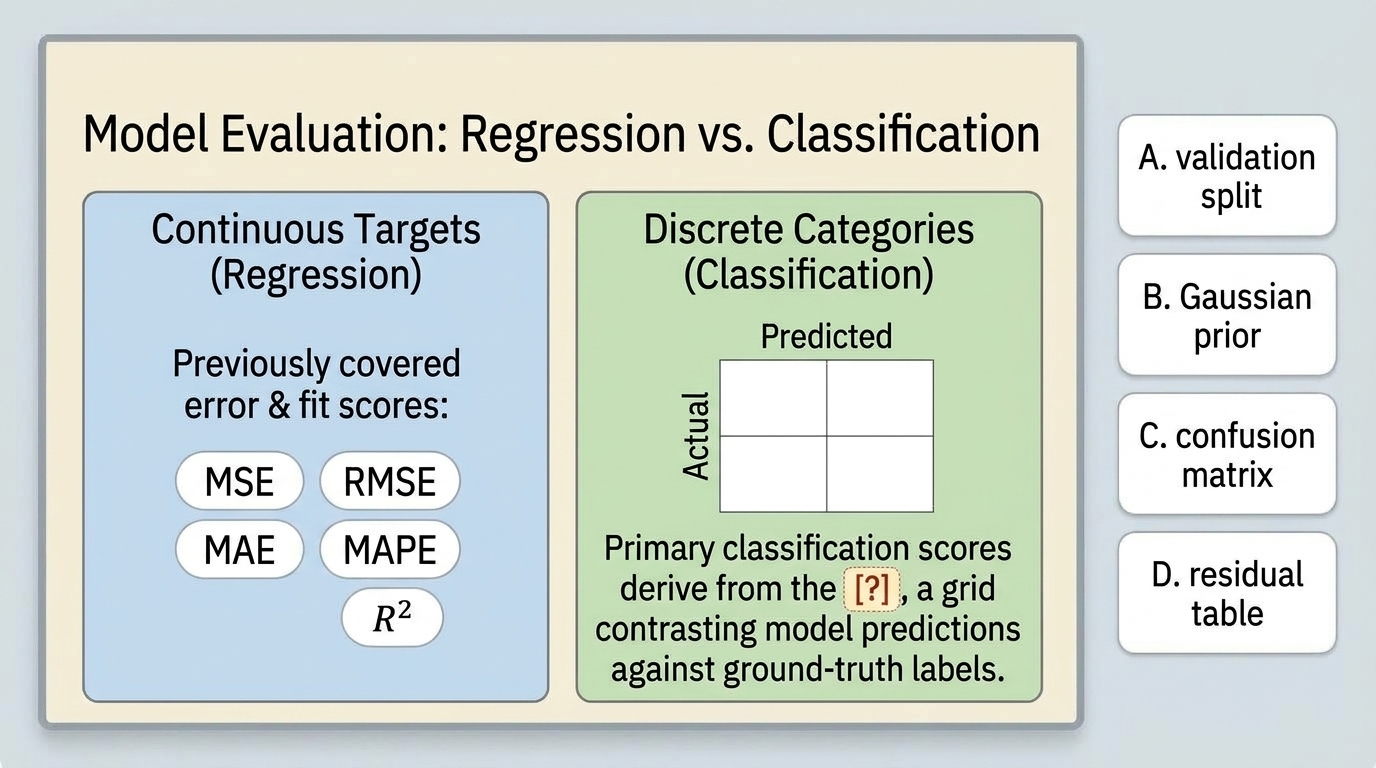 Model Evaluation: Regression vs. Classification
Continuous Targets
(Regression)
Previously covered
error & fit scores:
MSE
RMSE
MAE
MAPE
R²
Discrete Categories
(Classification)
Predicted
Actual
Primary classification scores
derive from the [?], a grid
contrasting model predictions
against ground-truth labels.
A. validation
split
B. Gaussian
prior
C. confusion
matrix
D. residual
table